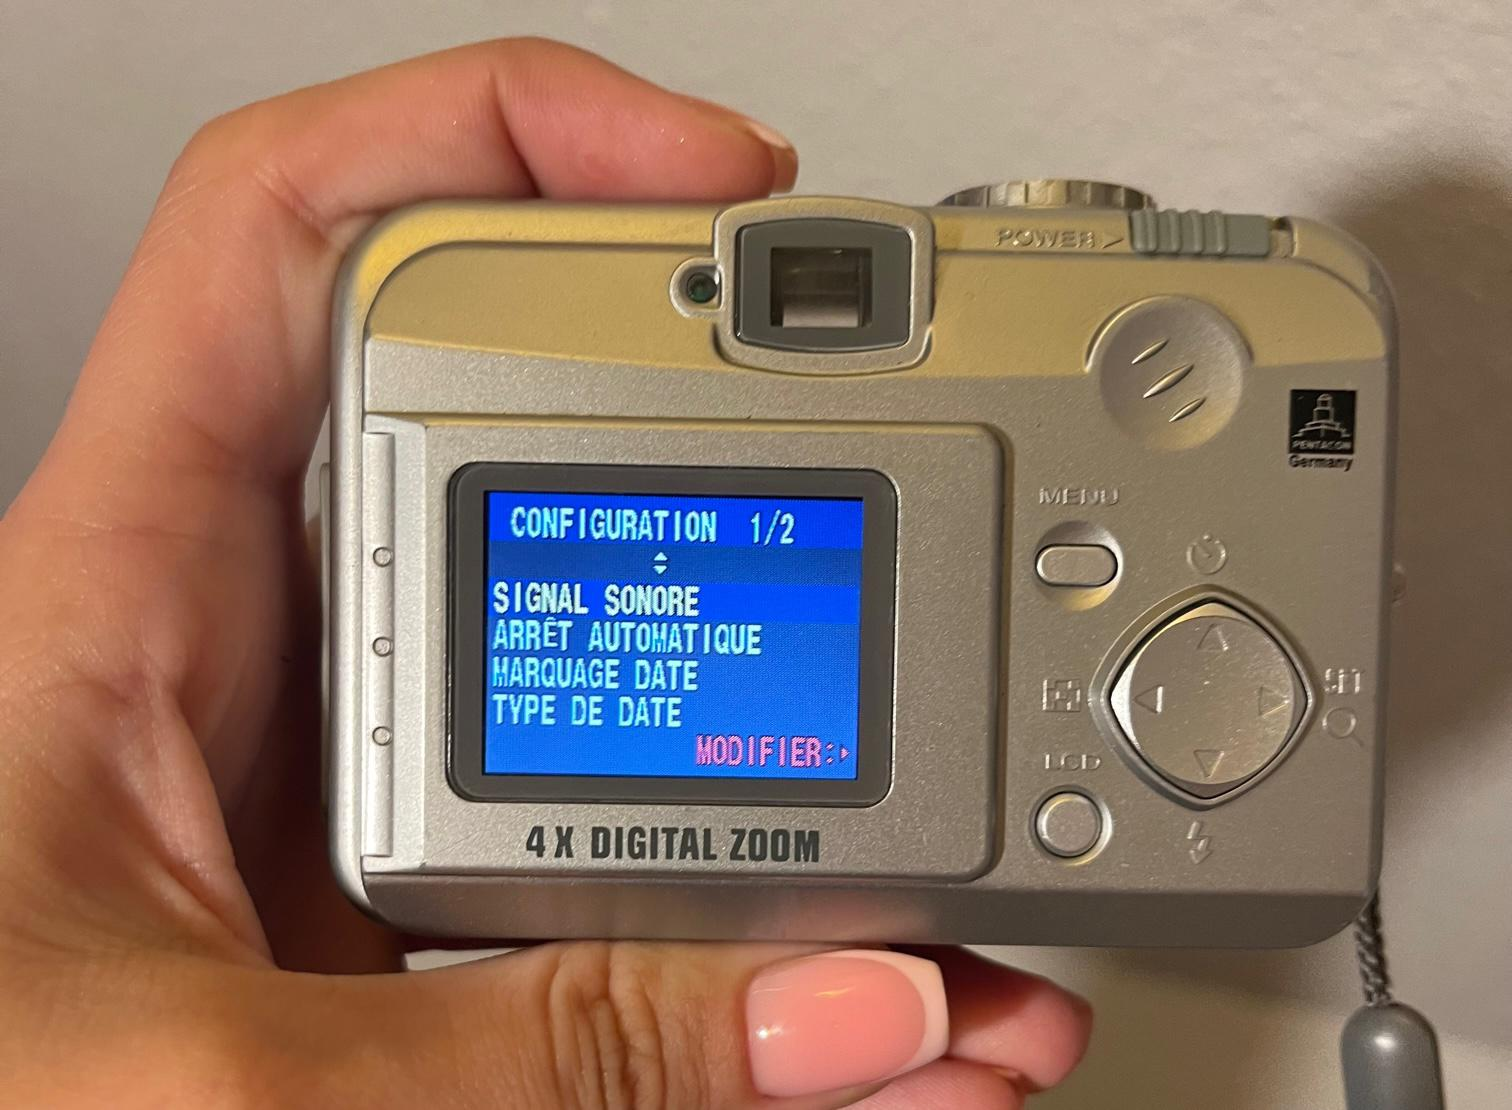 POWER
PENTACON
Germany
MENU
CONFIGURATION 1/2
SIGNAL SONORE
ARRÊT AUTOMATIQUE
MARQUAGE DATE
TYPE DE DATE
MODIFIER:
SET
LCD
4X DIGITAL ZOOM